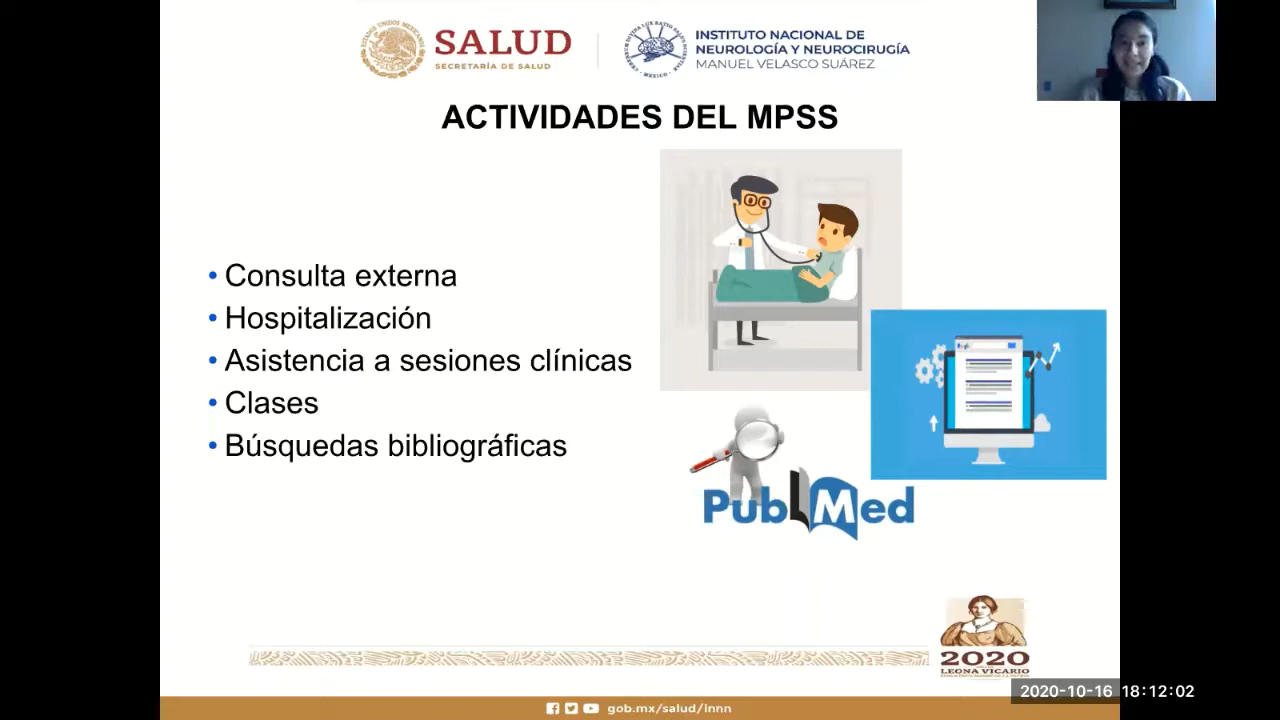 SALUD
SECRETARÍA DE SALUD
INSTITUTO NACIONAL DE
NEUROLOGÍA Y NEUROCIRUGÍA
MANUEL VELASCO SUÁREZ
ACTIVIDADES DEL MPSS
• Consulta externa
• Hospitalización
• Asistencia a sesiones clínicas
• Clases
• Búsquedas bibliográficas
PubMed
2020
LEONA VICARIO
2020-10-16 18:12:02
gob.mx/salud/innn